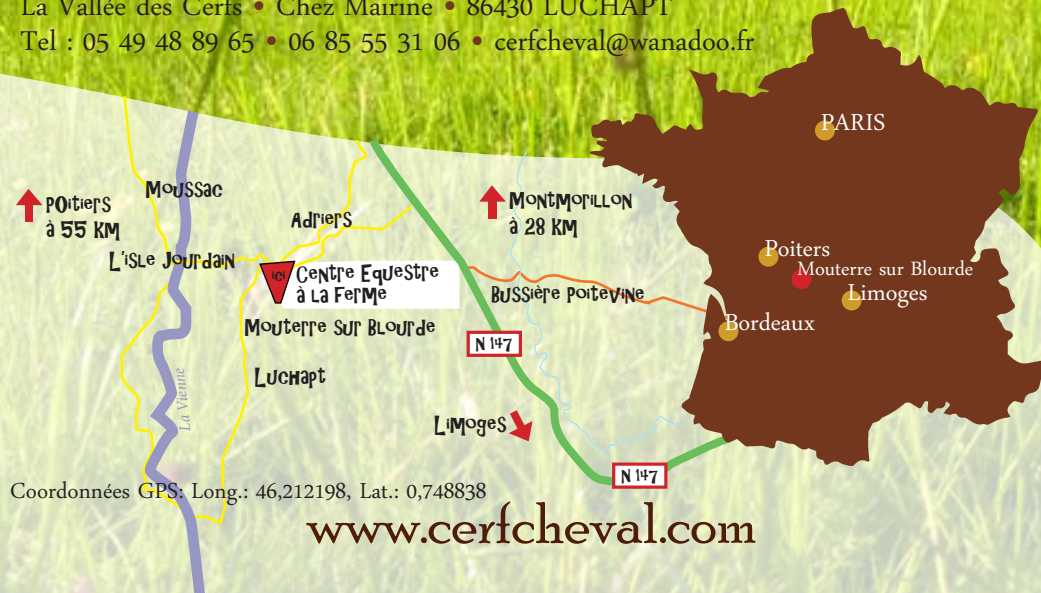 La Vallée des Cerfs • Chez Mairine • 86430 LUCHAPT
Tel : 05 49 48 89 65 • 06 85 55 31 06 • cerfcheval@wanadoo.fr
PARIS
Moussac
Poitiers
à 55 KM
Adriers
Montmorillon
à 28 KM
L'isle Jourdain
ici
Centre Equestre
à la Ferme
Bussière Poitevine
Poiters
Mouterre sur Blourde
Limoges
Bordeaux
Mouterre sur Blourde
N 147
Luchapt
La Vienne
Limoges
N 147
Coordonnées GPS: Long.: 46,212198, Lat.: 0,748838
www.cerfcheval.com